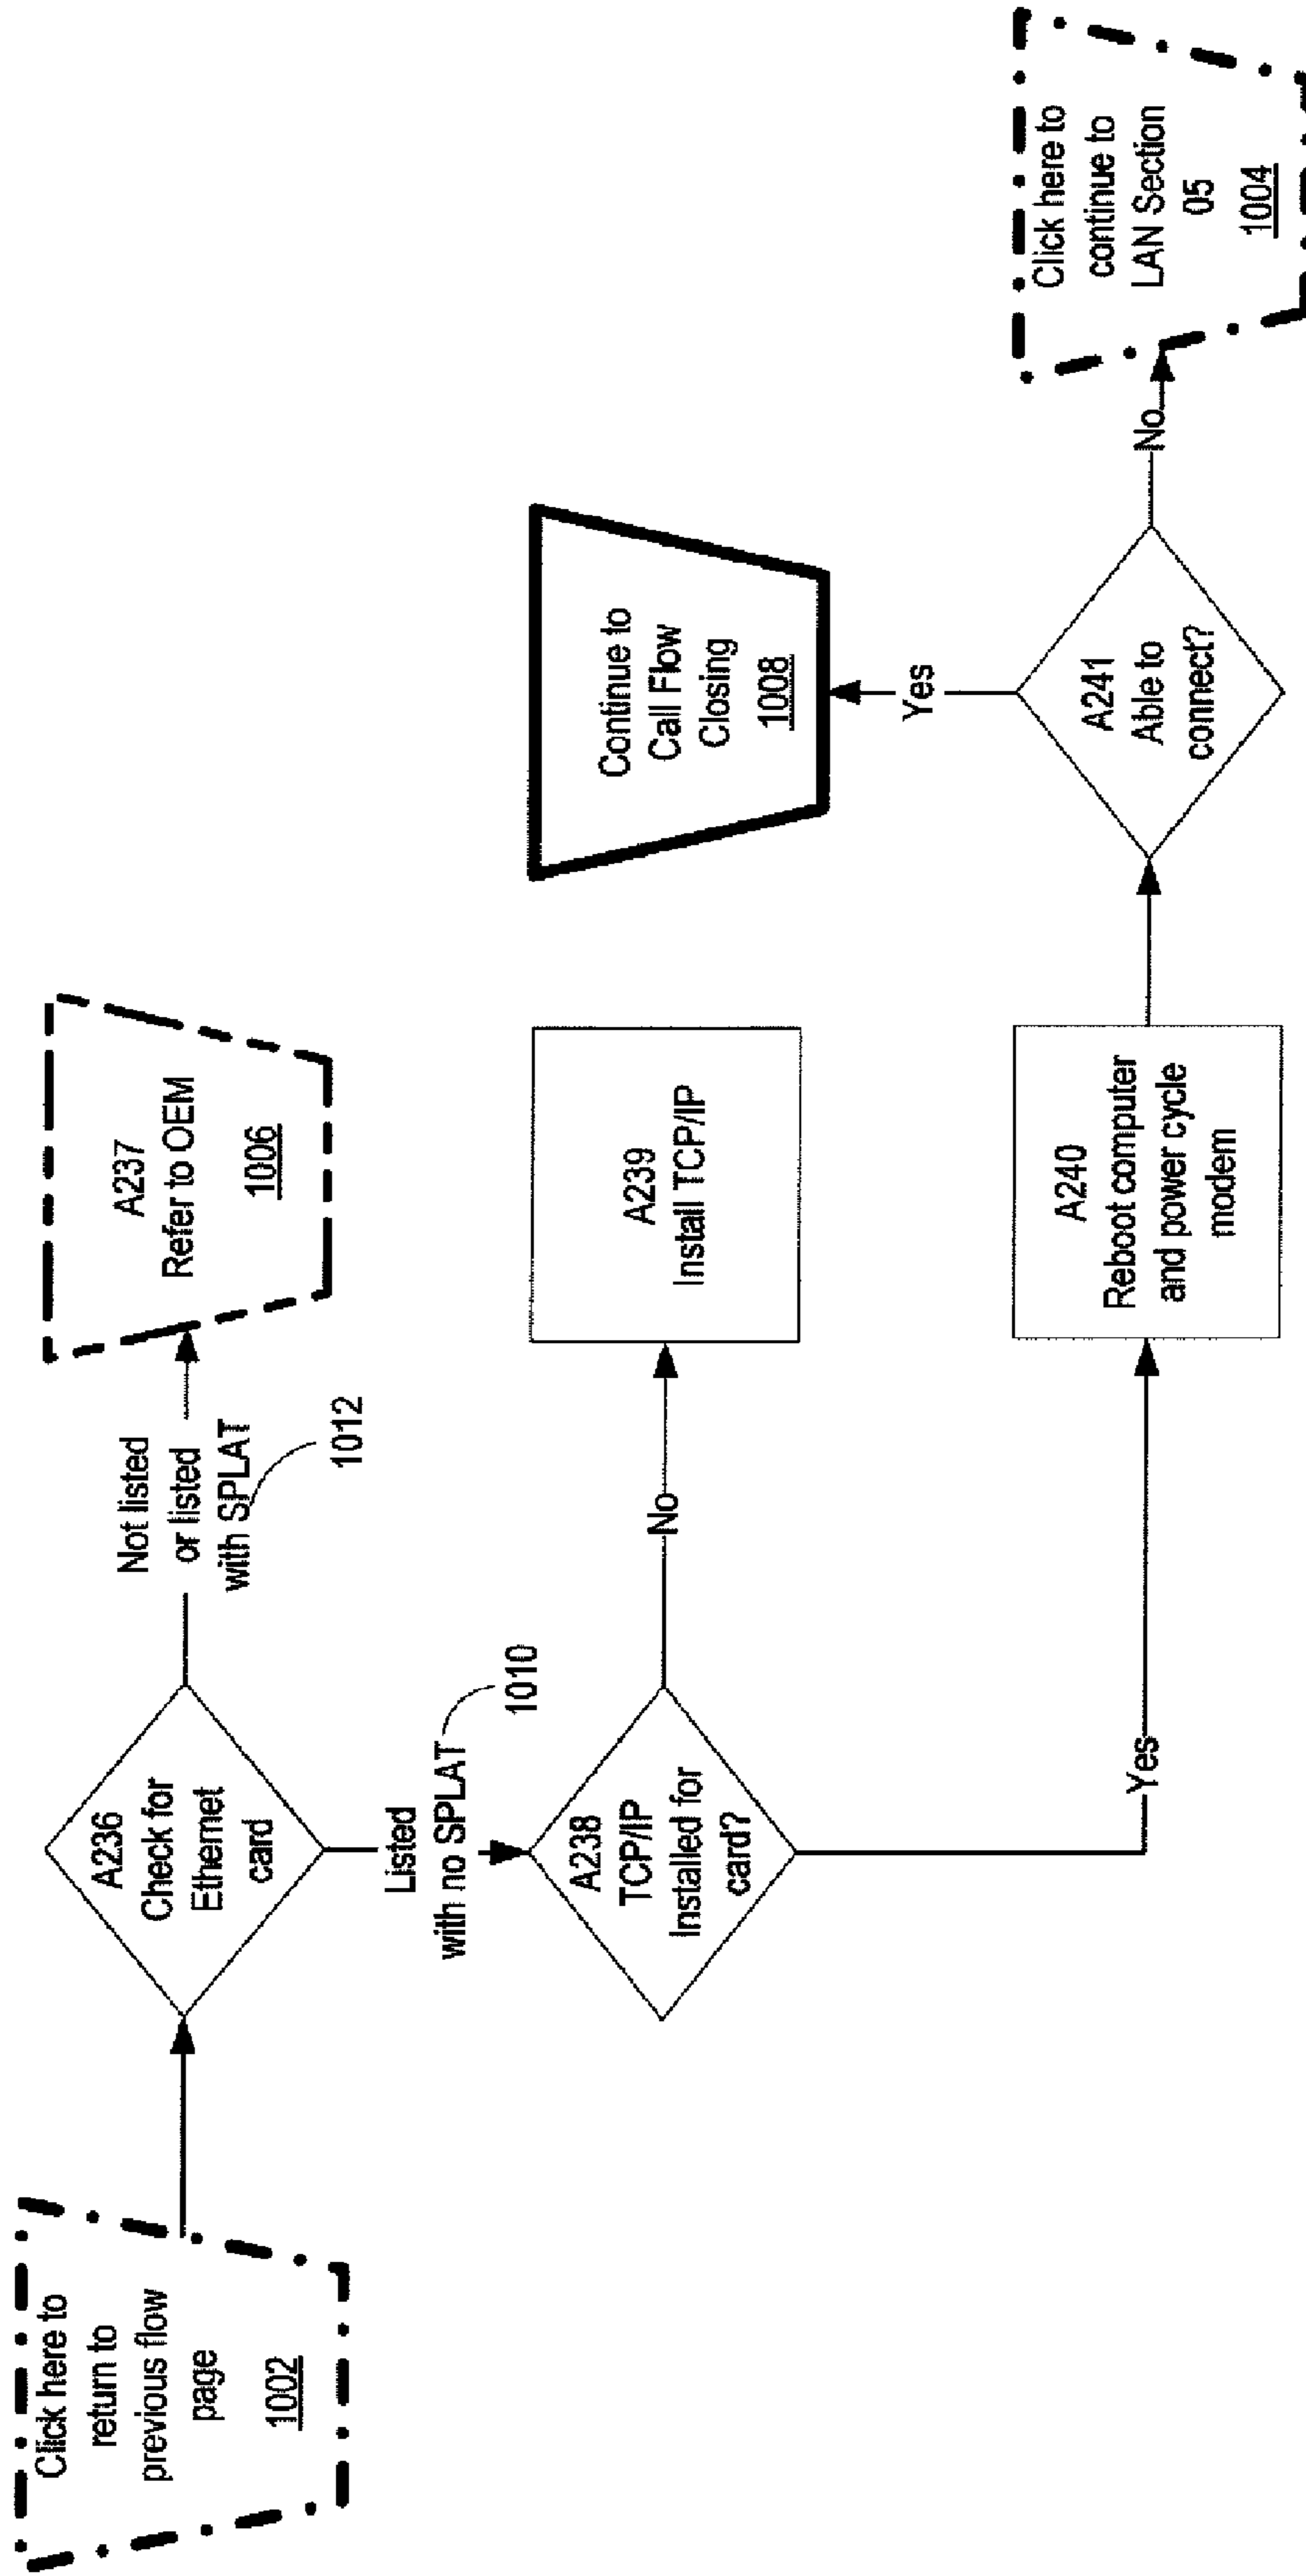 Click here to
return to
previous flow
page
1002
A236
Check for
Ethernet
card
Not listed
or listed
with SPLAT
1012
A237
Refer to OEM
1006
Listed
with no SPLAT
1010
A238
TCP/IP
Installed for
card?
No
A239
Install TCP/IP
Yes
A240
Reboot computer
and power cycle
modem
A241
Able to
connect?
Yes
Continue to
Call Flow
Closing
1008
No
Click here to
continue to
LAN Section
05
1004